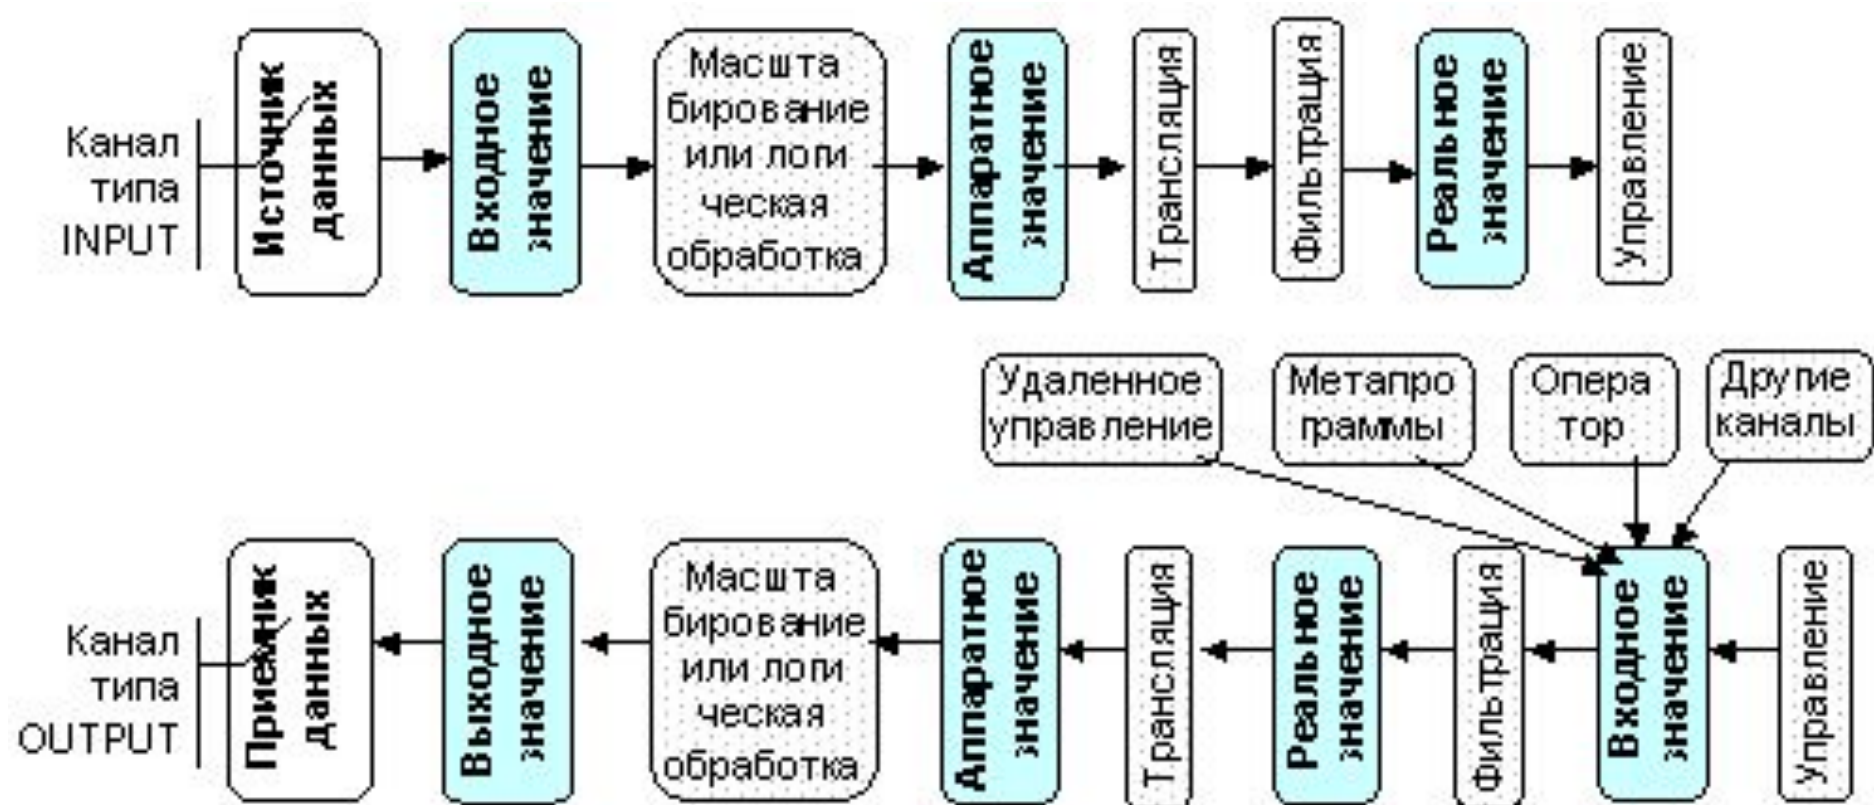 Канал
типа
INPUT
Источник
данных
Входное
значение
Масшта
бирование
или логи
ческая
обработка
Аппаратное
значение
Трансляция
Фильтрация
Реальное
значение
Управление
Удаленное
управление
Метапро
граммы
Опера
тор
Другие
каналы
Канал
типа
OUTPUT
Приемник
данных
Выходное
значение
Масшта
бирование
или логи
ческая
обработка
Аппаратное
значение
Трансляция
Реальное
значение
Фильтрация
Входное
значение
Управление